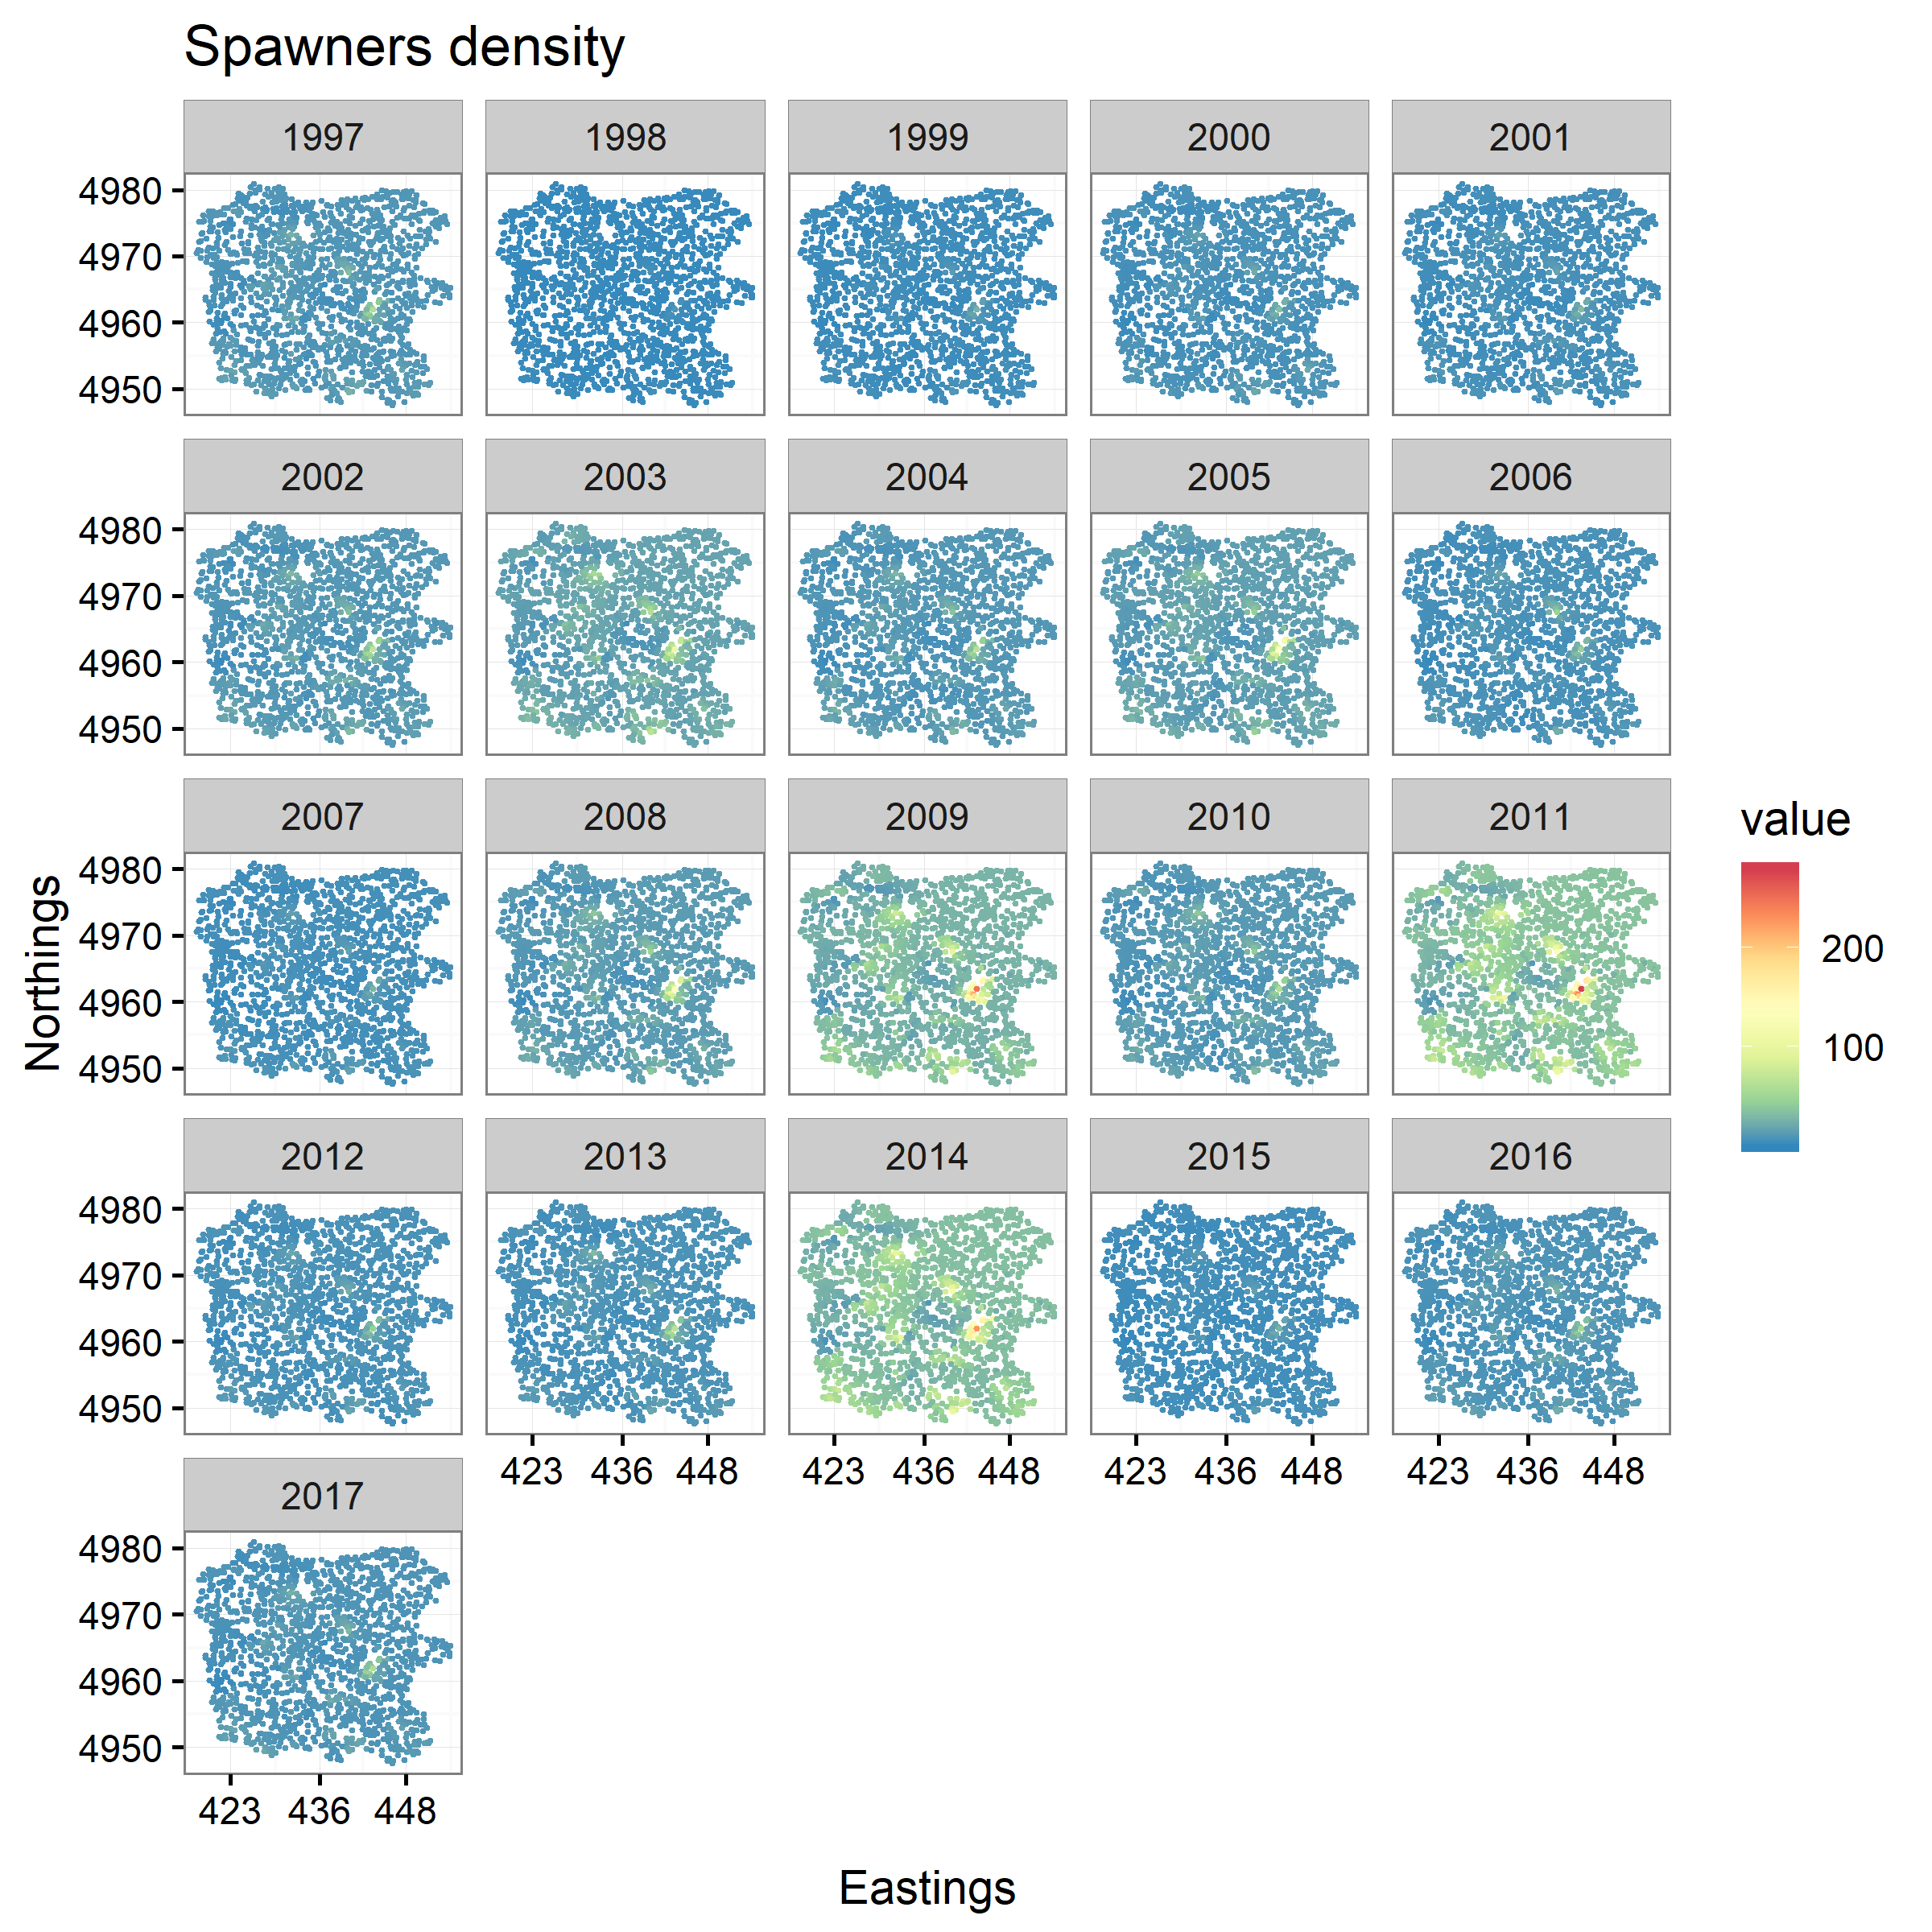 Spawners density
1997 1998 1999 2000 2001
4980
4970
4960
4950
2002 2003 2004 2005 2006
4980
4970
4960
4950
2007 2008 2009 2010 2011
4980
4970
4960
4950
2012 2013 2014 2015 2016
4980
4970
4960
4950
423 436 448 423 436 448 423 436 448 423 436 448
2017
4980
4970
4960
4950
423 436 448
Eastings
Northings
value
200
100